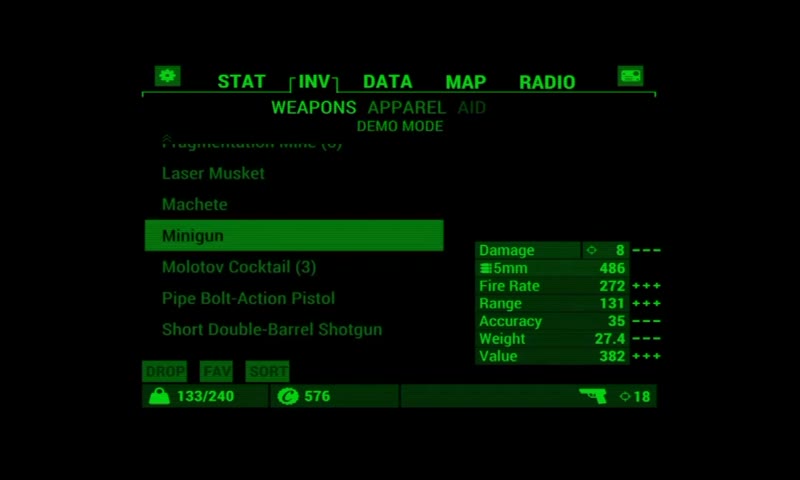 STAT INV DATA MAP RADIO
WEAPONS APPAREL AID
DEMO MODE
Fragmentation Mine (6)
Laser Musket
Machete
Minigun
Molotov Cocktail (3)
Pipe Bolt-Action Pistol
Short Double-Barrel Shotgun
Damage 8 ---
5mm 486
Fire Rate 272 +++
Range 131 +++
Accuracy 35 ---
Weight 27.4 ---
Value 382 +++
DROP FAV SORT
133/240 576 18